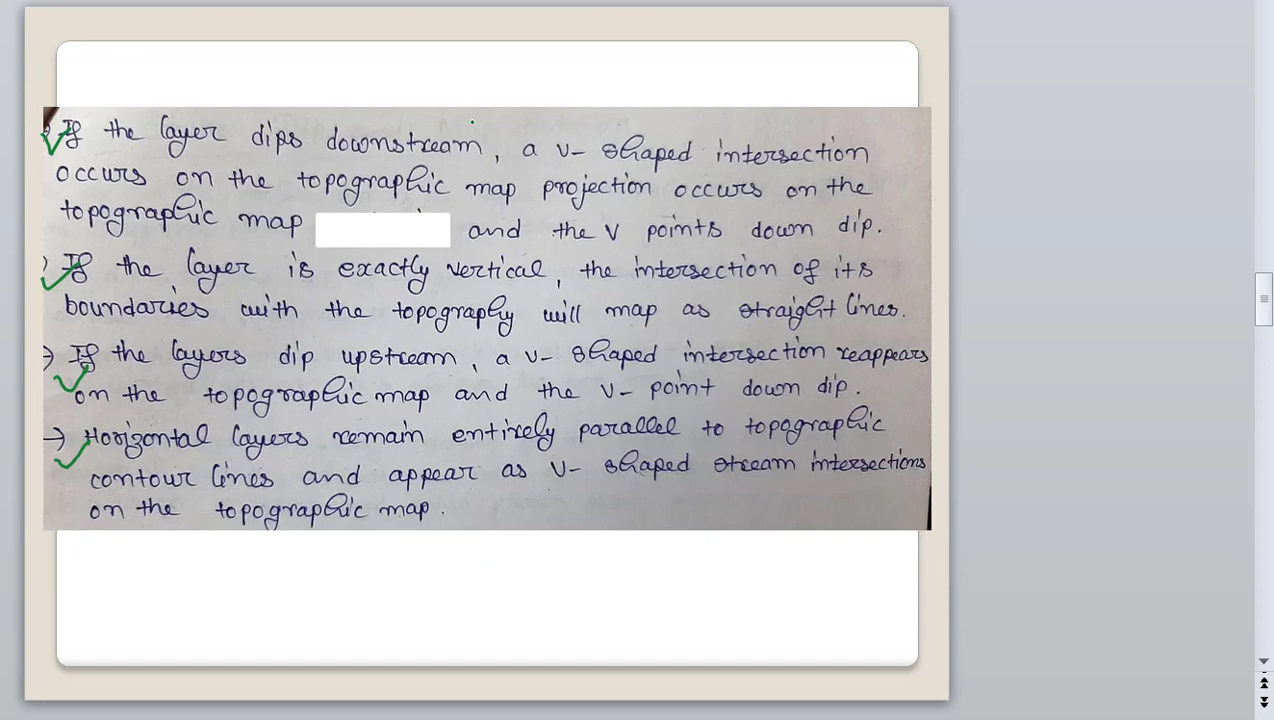 If the layer dips downstream, a v- shaped intersection
occurs on the topographic map projection occurs on the
topographic map and the v points down dip.
If the layer is exactly vertical, the intersection of its
boundaries with the topography will map as straight lines.
→ If the layers dip upstream, a v- shaped intersection reappears
on the topographic map and the v- point down dip.
→ Horizontal layers remain entirely parallel to topographic
contour lines and appear as v- shaped stream intersections
on the topographic map.